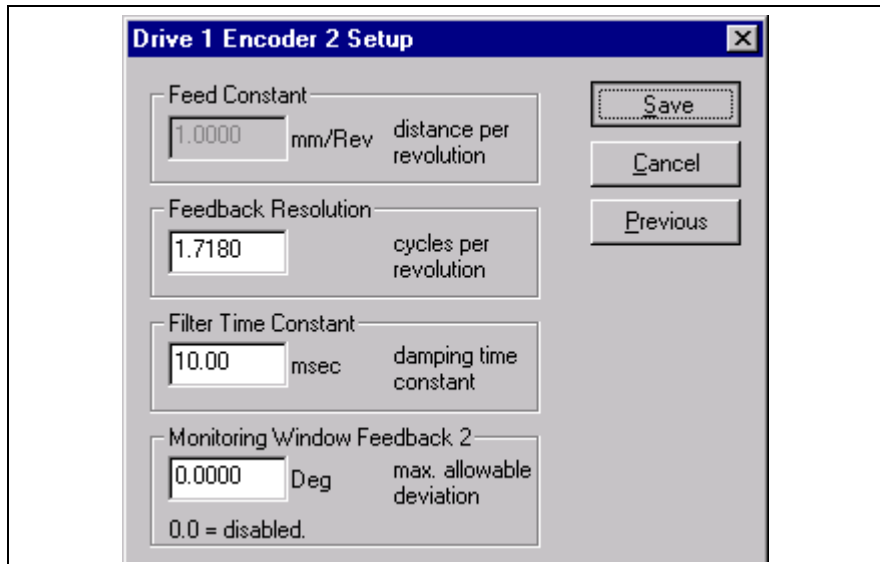 Drive 1 Encoder 2 Setup
Feed Constant
1.0000 mm/Rev distance per
revolution
Save
Cancel
Previous
Feedback Resolution
1.7180 cycles per
revolution
Filter Time Constant
10.00 msec damping time
constant
Monitoring Window Feedback 2
0.0000 Deg max. allowable
deviation
0.0 = disabled.